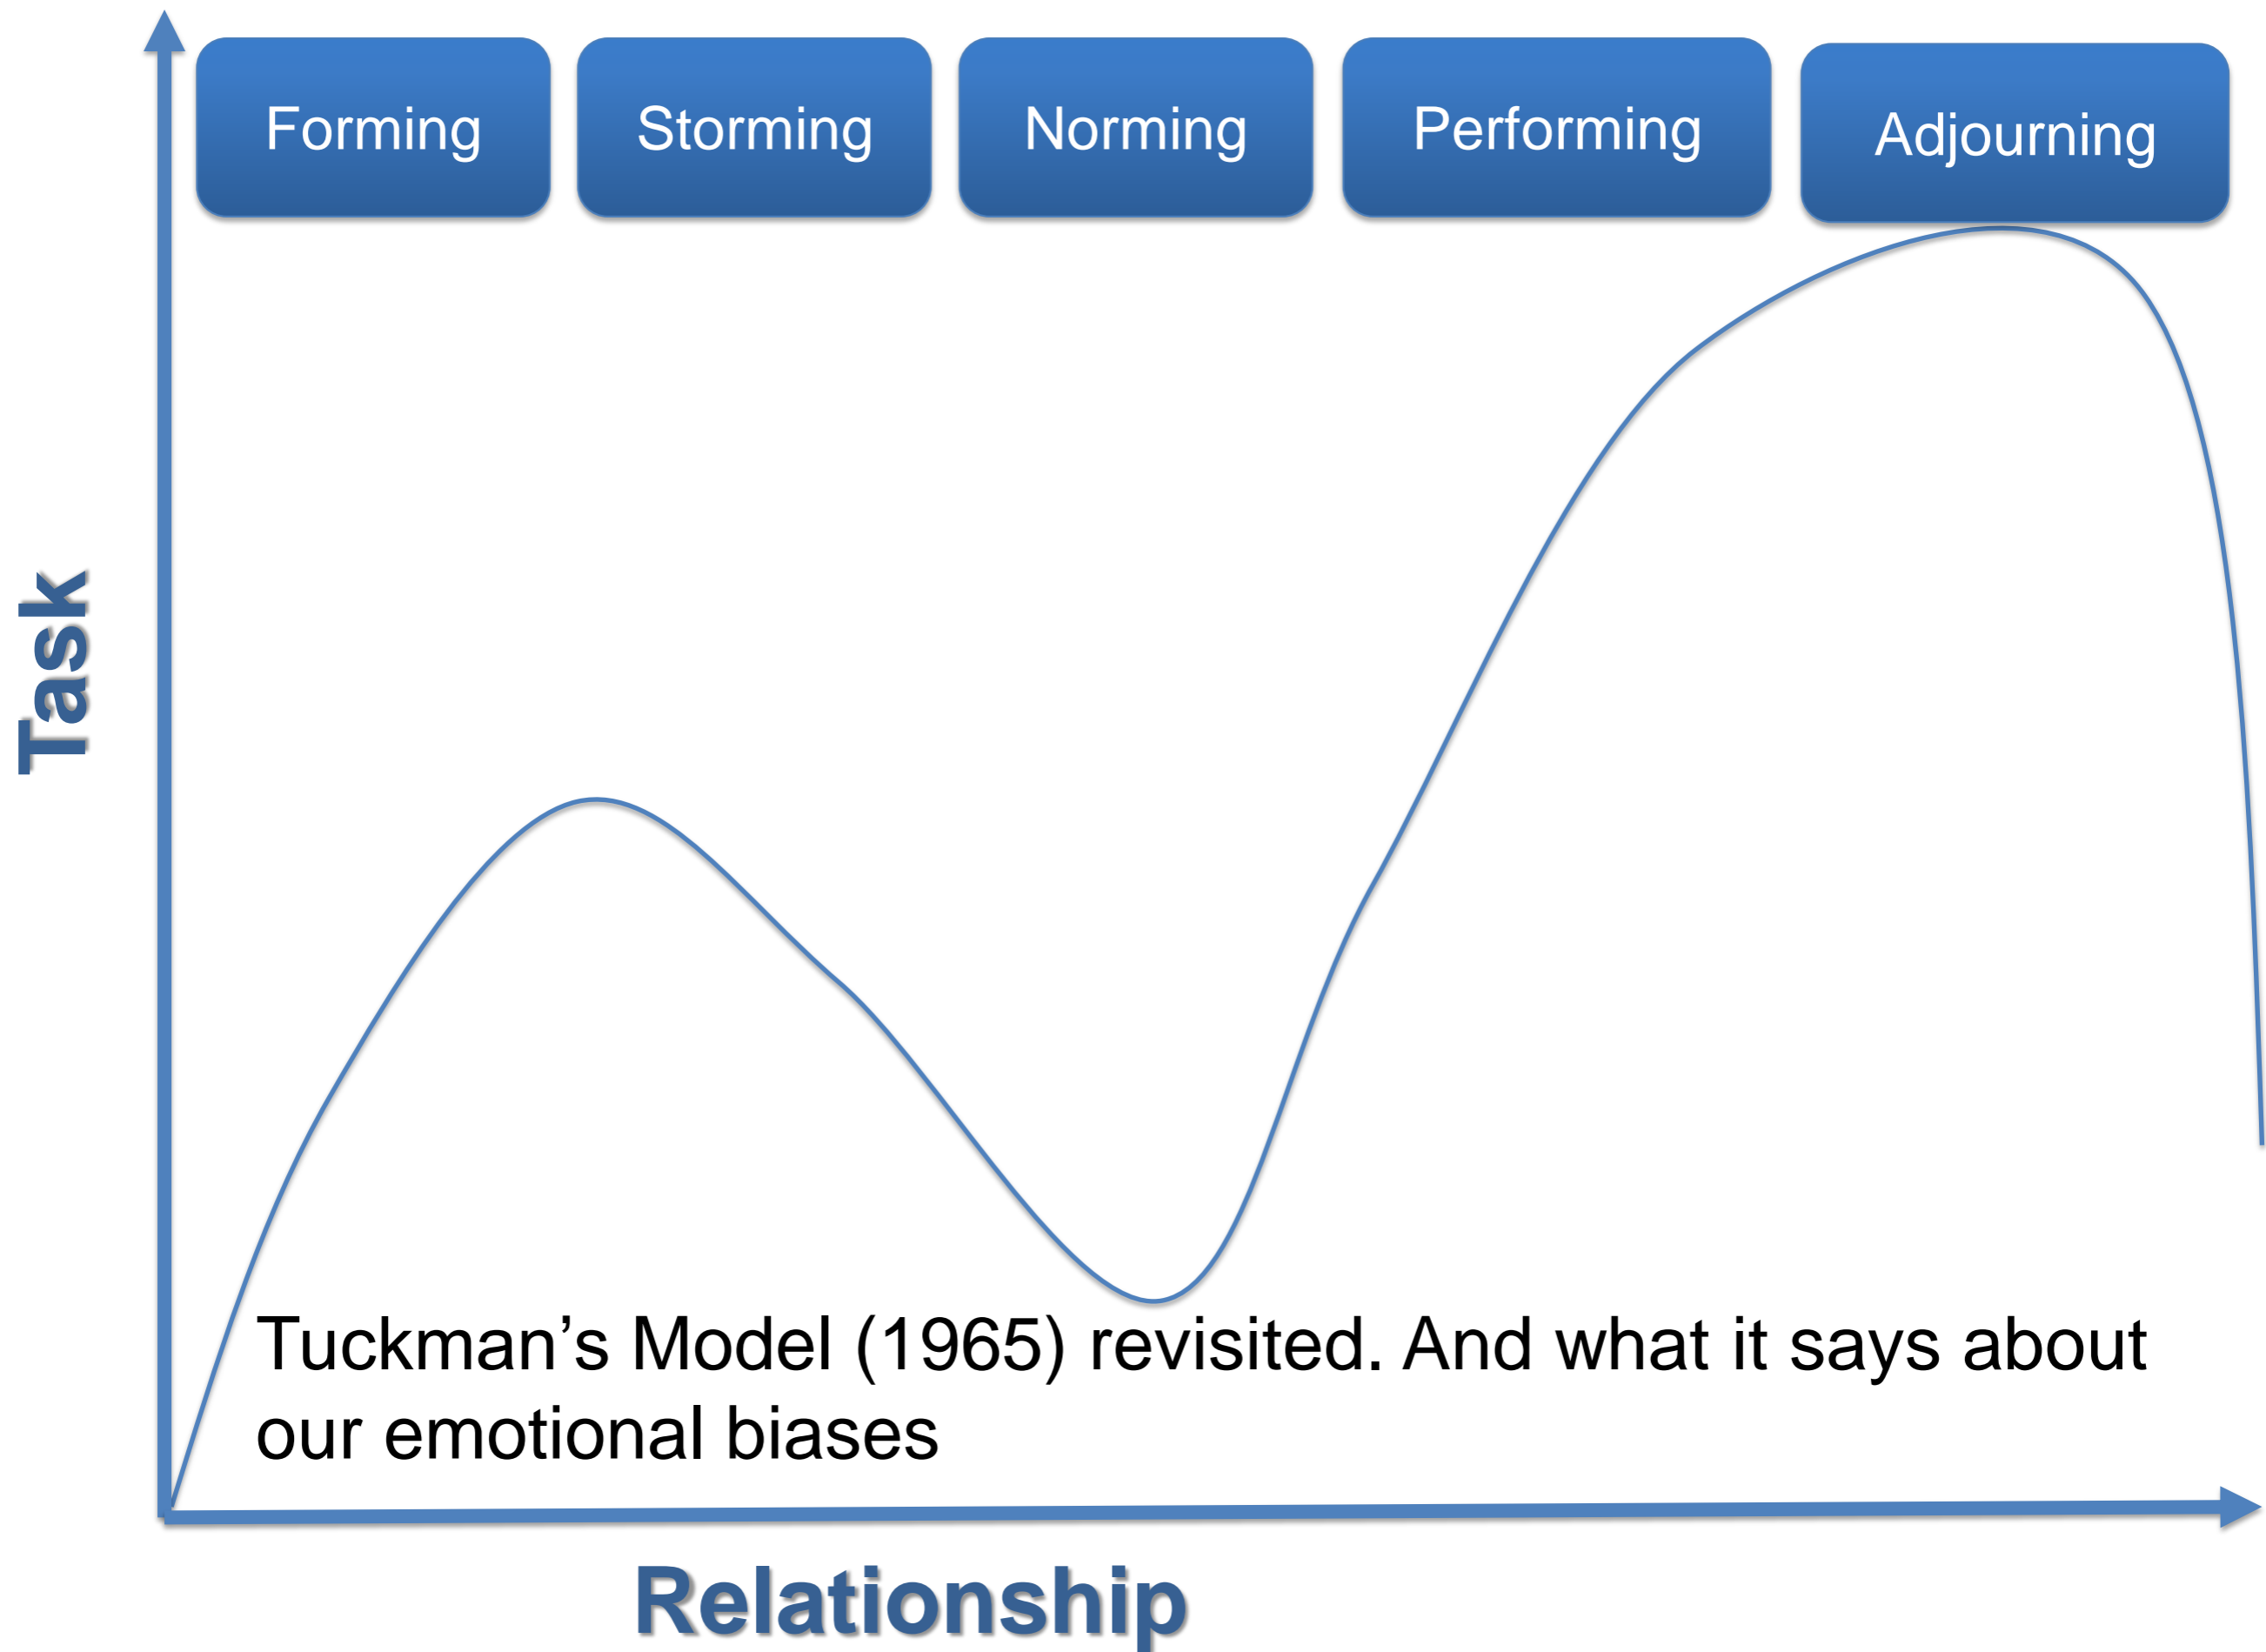 Forming
Storming
Norming
Performing
Adjourning
Task
Tuckman’s Model (1965) revisited. And what it says about
our emotional biases
Relationship